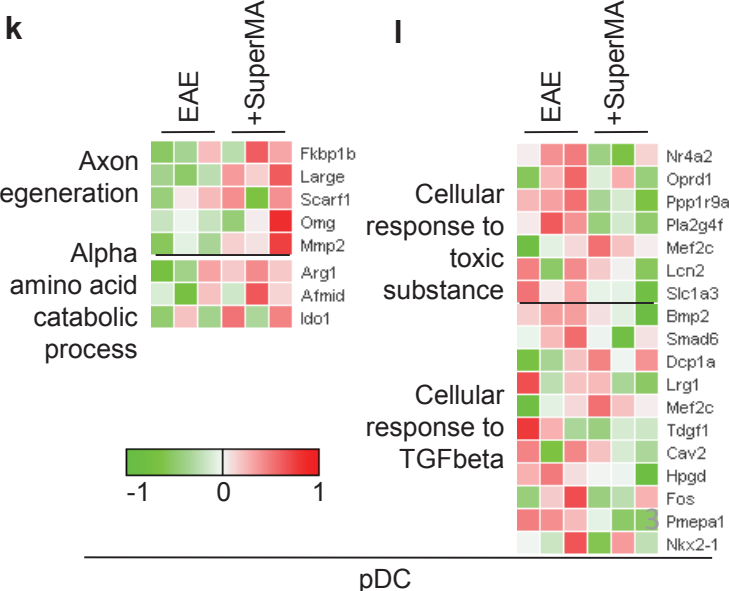 k
EAE
+SuperMA
Axon
egeneration
Fkbp1b
Large
Scarf1
Omg
Mmp2
Alpha
amino acid
catabolic
process
Arg1
Afmid
Ido1
-1
0
1
l
EAE
+SuperMA
Cellular
response to
toxic
substance
Nr4a2
Oprd1
Ppp1r9a
Pla2g4f
Mef2c
Lcn2
Slc1a3
Cellular
response to
TGFbeta
Bmp2
Smad6
Dcp1a
Lrg1
Mef2c
Tdgf1
Cav2
Hpgd
Fos
3
Pmepa1
Nkx2-1
pDC